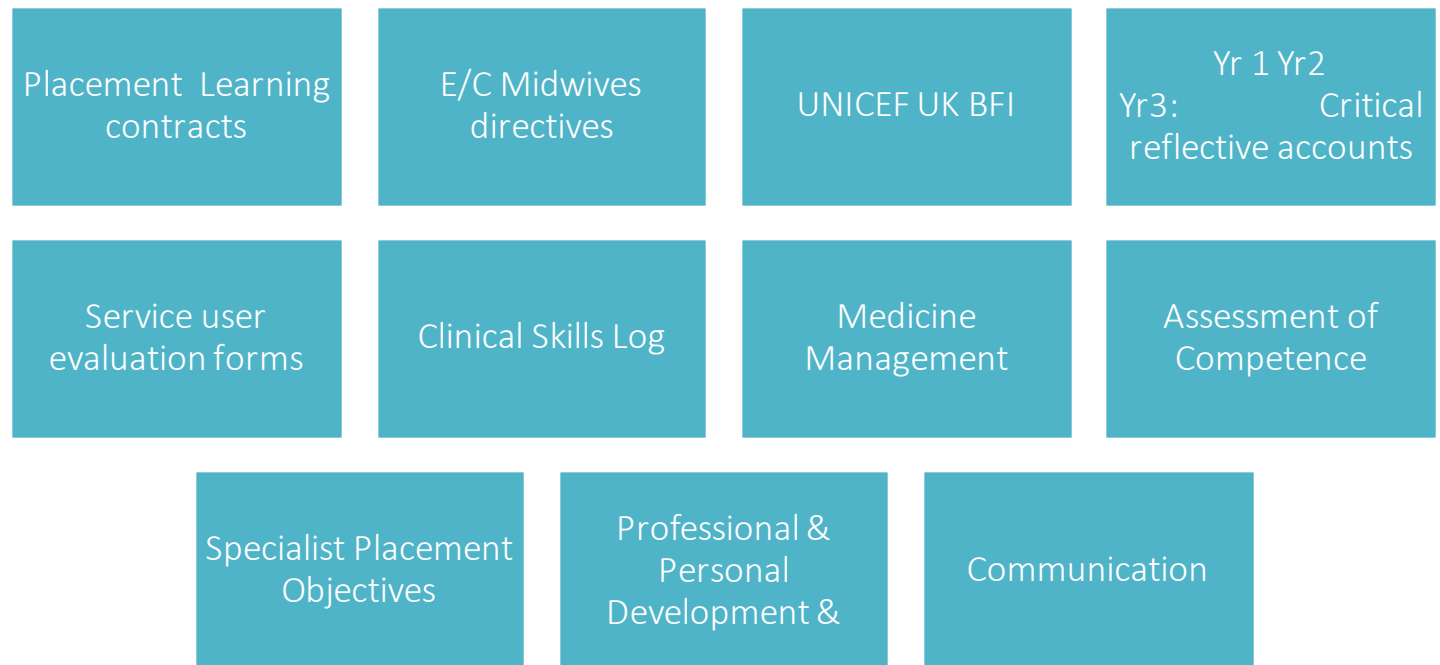 Placement Learning
contracts
E/C Midwives
directives
UNICEF UK BFI
Yr 1 Yr2
Yr3: Critical
reflective accounts
Service user
evaluation forms
Clinical Skills Log
Medicine
Management
Assessment of
Competence
Specialist Placement
Objectives
Professional &
Personal
Development &
Communication